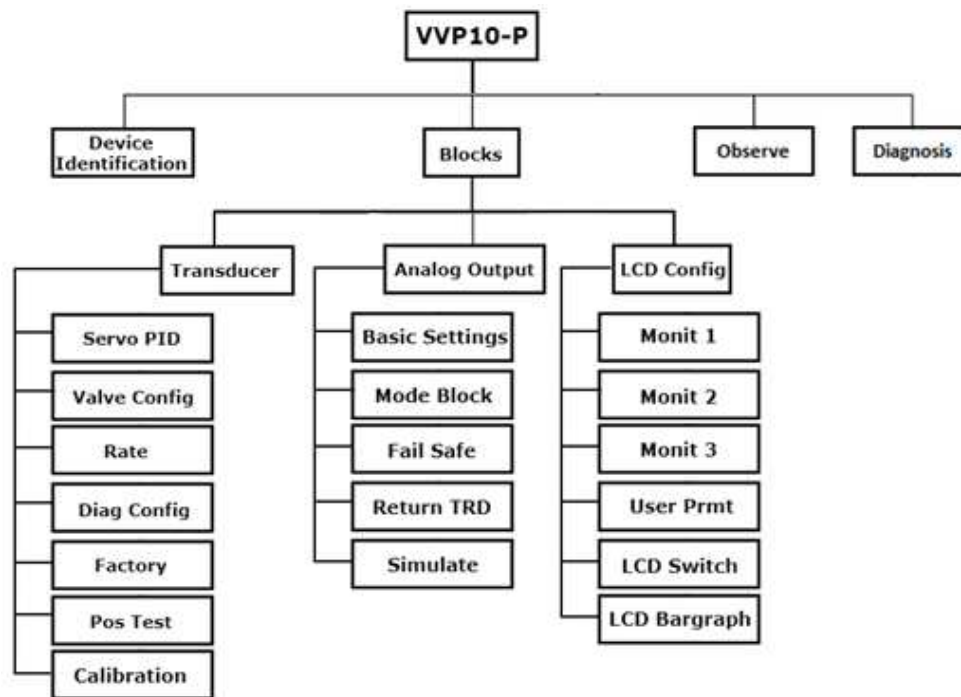 VVP10-P
Device
Identification
Blocks
Observe
Diagnosis
Transducer
Servo PID
Valve Config
Rate
Diag Config
Factory
Pos Test
Calibration
Analog Output
Basic Settings
Mode Block
Fail Safe
Return TRD
Simulate
LCD Config
Monit 1
Monit 2
Monit 3
User Prmt
LCD Switch
LCD Bargraph